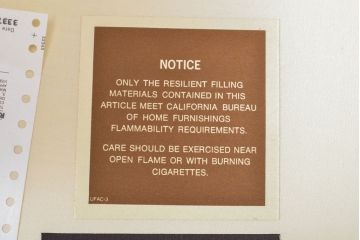 NOTICE
ONLY THE RESILIENT FILLING
MATERIALS CONTAINED IN THIS
ARTICLE MEET CALIFORNIA BUREAU
OF HOME FURNISHINGS
FLAMMABILITY REQUIREMENTS.
CARE SHOULD BE EXERCISED NEAR
OPEN FLAME OR WITH BURNING
CIGARETTES.
UFAC-3